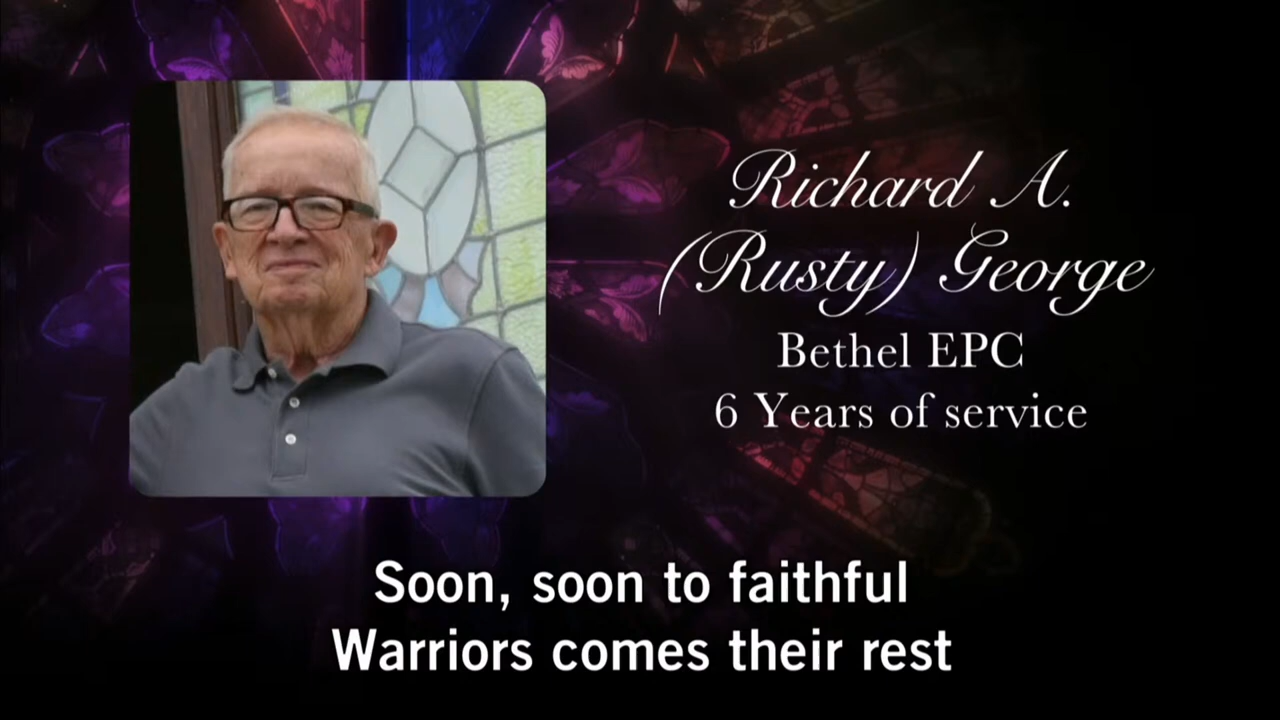 Richard A.
(Rusty) George
Bethel EPC
6 Years of service
Soon, soon to faithful
Warriors comes their rest